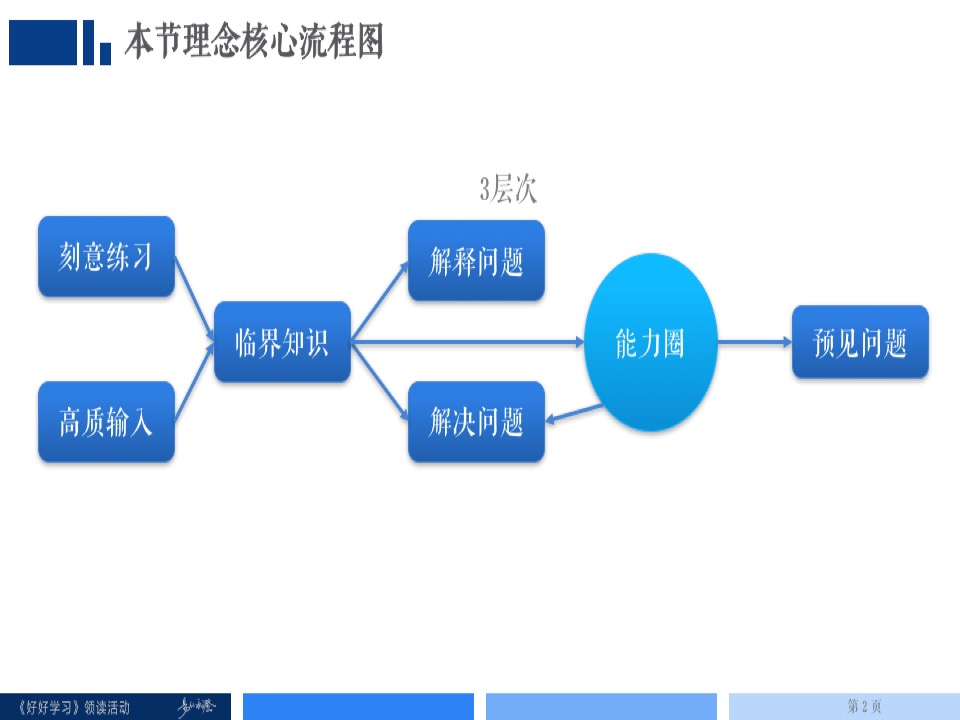 本节理念核心流程图
3层次
刻意练习
解释问题
临界知识
能力圈
预见问题
高质输入
解决问题
《好好学习》领读活动
第 2 页